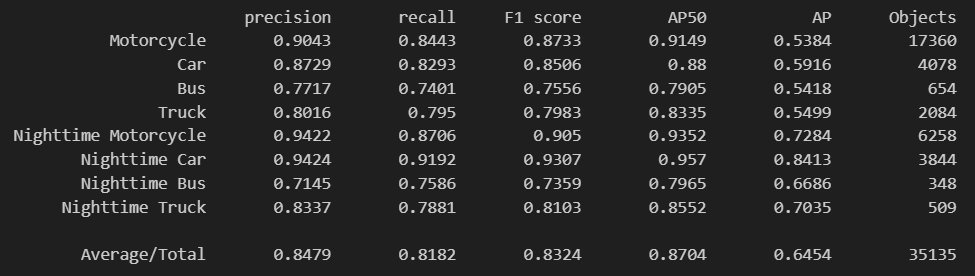 precision recall F1 score AP50 AP Objects
Motorcycle 0.9043 0.8443 0.8733 0.9149 0.5384 17360
Car 0.8729 0.8293 0.8506 0.88 0.5916 4078
Bus 0.7717 0.7401 0.7556 0.7905 0.5418 654
Truck 0.8016 0.795 0.7983 0.8335 0.5499 2084
Nighttime Motorcycle 0.9422 0.8706 0.905 0.9352 0.7284 6258
Nighttime Car 0.9424 0.9192 0.9307 0.957 0.8413 3844
Nighttime Bus 0.7145 0.7586 0.7359 0.7965 0.6686 348
Nighttime Truck 0.8337 0.7881 0.8103 0.8552 0.7035 509
Average/Total 0.8479 0.8182 0.8324 0.8704 0.6454 35135